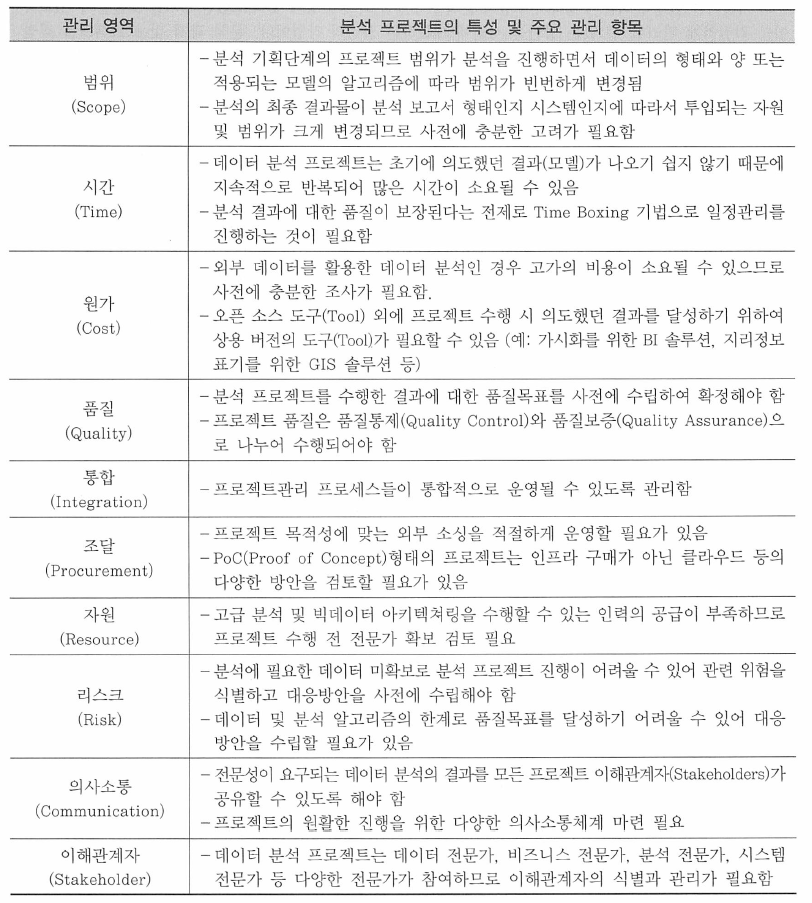 관리 영역
분석 프로젝트의 특성 및 주요 관리 항목
범위
(Scope)
– 분석 기획단계의 프로젝트 범위가 분석을 진행하면서 데이터의 형태와 양 또는
적용되는 모델의 알고리즘에 따라 범위가 빈번하게 변경됨
– 분석의 최종 결과물이 분석 보고서 형태인지 시스템인지에 따라서 투입되는 자원
및 범위가 크게 변경되므로 사전에 충분한 고려가 필요함
시간
(Time)
– 데이터 분석 프로젝트는 초기에 의도했던 결과(모델)가 나오기 쉽지 않기 때문에
지속적으로 반복되어 많은 시간이 소요될 수 있음
– 분석 결과에 대한 품질이 보장된다는 전제로 Time Boxing 기법으로 일정관리를
진행하는 것이 필요함
원가
(Cost)
– 외부 데이터를 활용한 데이터 분석인 경우 고가의 비용이 소요될 수 있으므로
사전에 충분한 조사가 필요함.
– 오픈 소스 도구(Tool) 외에 프로젝트 수행 시 의도했던 결과를 달성하기 위하여
상용 버전의 도구(Tool)가 필요할 수 있음 (예: 가시화를 위한 BI 솔루션, 지리정보
표기를 위한 GIS 솔루션 등)
품질
(Quality)
– 분석 프로젝트를 수행한 결과에 대한 품질목표를 사전에 수립하여 확정해야 함
– 프로젝트 품질은 품질통제(Quality Control)와 품질보증(Quality Assurance)으
로 나누어 수행되어야 함
통합
(Integration)
– 프로젝트관리 프로세스들이 통합적으로 운영될 수 있도록 관리함
조달
(Procurement)
– 프로젝트 목적성에 맞는 외부 소싱을 적절하게 운영할 필요가 있음
– PoC(Proof of Concept)형태의 프로젝트는 인프라 구매가 아닌 클라우드 등의
다양한 방안을 검토할 필요가 있음
자원
(Resource)
– 고급 분석 및 빅데이터 아키텍쳐링을 수행할 수 있는 인력의 공급이 부족하므로
프로젝트 수행 전 전문가 확보 검토 필요
리스크
(Risk)
– 분석에 필요한 데이터 미확보로 분석 프로젝트 진행이 어려울 수 있어 관련 위험을
식별하고 대응방안을 사전에 수립해야 함
– 데이터 및 분석 알고리즘의 한계로 품질목표를 달성하기 어려울 수 있어 대응
방안을 수립할 필요가 있음
의사소통
(Communication)
– 전문성이 요구되는 데이터 분석의 결과를 모든 프로젝트 이해관계자(Stakeholders)가
공유할 수 있도록 해야 함
– 프로젝트의 원활한 진행을 위한 다양한 의사소통체계 마련 필요
이해관계자
(Stakeholder)
– 데이터 분석 프로젝트는 데이터 전문가, 비즈니스 전문가, 분석 전문가, 시스템
전문가 등 다양한 전문가가 참여하므로 이해관계자의 식별과 관리가 필요함